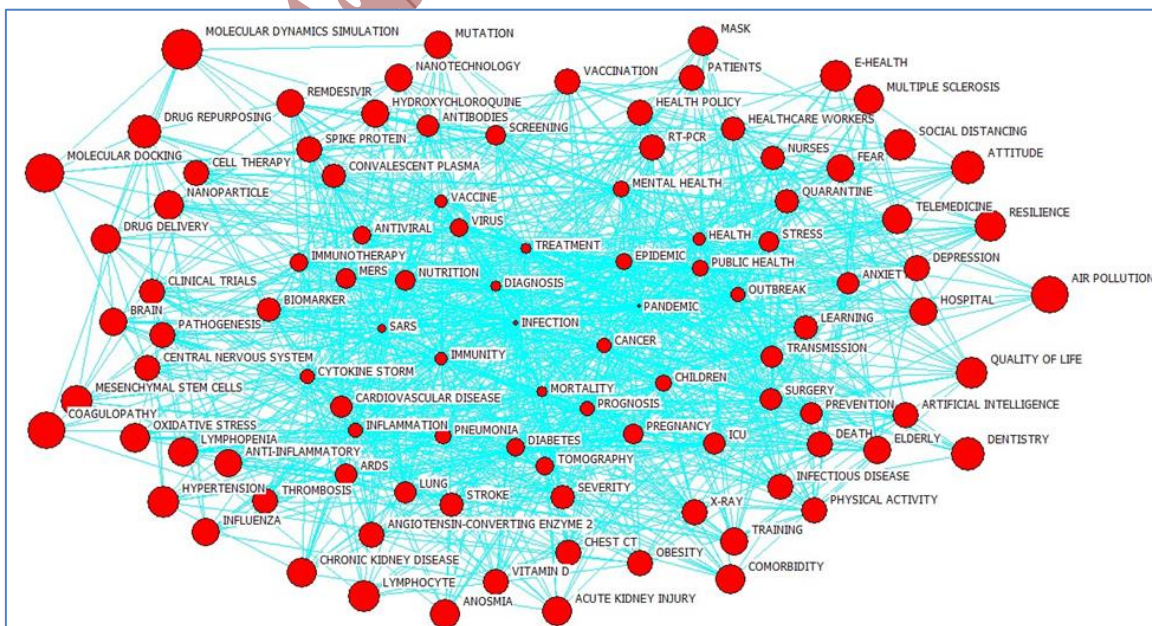 MOLECULAR DYNAMICS SIMULATION
MUTATION
MASK
NANOTECHNOLOGY
VACCINATION
PATIENTS
E-HEALTH
MULTIPLE SCLEROSIS
REMDESIVIR
HYDROXYCHLOROQUINE
HEALTH POLICY
DRUG REPURPOSING
ANTIBODIES
SCREENING
HEALTHCARE WORKERS
SOCIAL DISTANCING
SPIKE PROTEIN
RT-PCR
NURSES
ATTITUDE
MOLECULAR DOCKING
CELL THERAPY
CONVALESCENT PLASMA
FEAR
NANOPARTICLE
MENTAL HEALTH
QUARANTINE
VACCINE
TELEMEDICINE
RESILIENCE
DRUG DELIVERY
ANTIVIRAL
VIRUS
HEALTH
STRESS
TREATMENT
IMMUNOTHERAPY
EPIDEMIC
PUBLIC HEALTH
DEPRESSION
CLINICAL TRIALS
MERS
NUTRITION
DIAGNOSIS
ANXIET
AIR POLLUTION
OUTBREAK
BRAIN
BIOMARKER
PANDEMIC
HOSPITAL
PATHOGENESIS
SARS
INFECTION
LEARNING
CENTRAL NERVOUS SYSTEM
IMMUNITY
CANCER
TRANSMISSION
QUALITY OF LIFE
CYTOKINE STORM
CHILDREN
MESENCHYMAL STEM CELLS
MORTALITY
SURGERY
COAGULOPATHY
CARDIOVASCULAR DISEASE
PROGNOSIS
PREVENTION
ARTIFICIAL INTELLIGENCE
OXIDATIVE STRESS
INFLAMMATION
PNEUMONIA
PREGNANCY
LYMPHOPENIA
DIABETES
ICU
DEATH
ELDERLY
DENTISTRY
ANTI-INFLAMMATORY
ARDS
TOMOGRAPHY
INFECTIOUS DISEASE
HYPERTENSION
THROMBOSIS
LUNG
STROKE
SEVERITY
X-RAY
PHYSICAL ACTIVITY
INFLUENZA
ANGIOTENSIN-CONVERTING ENZYME 2
TRAINING
CHRONIC KIDNEY DISEASE
CHEST CT
OBESITY
COMORBIDITY
LYMPHOCYTE
VITAMIN D
ANOSMIA
ACUTE KIDNEY INJURY